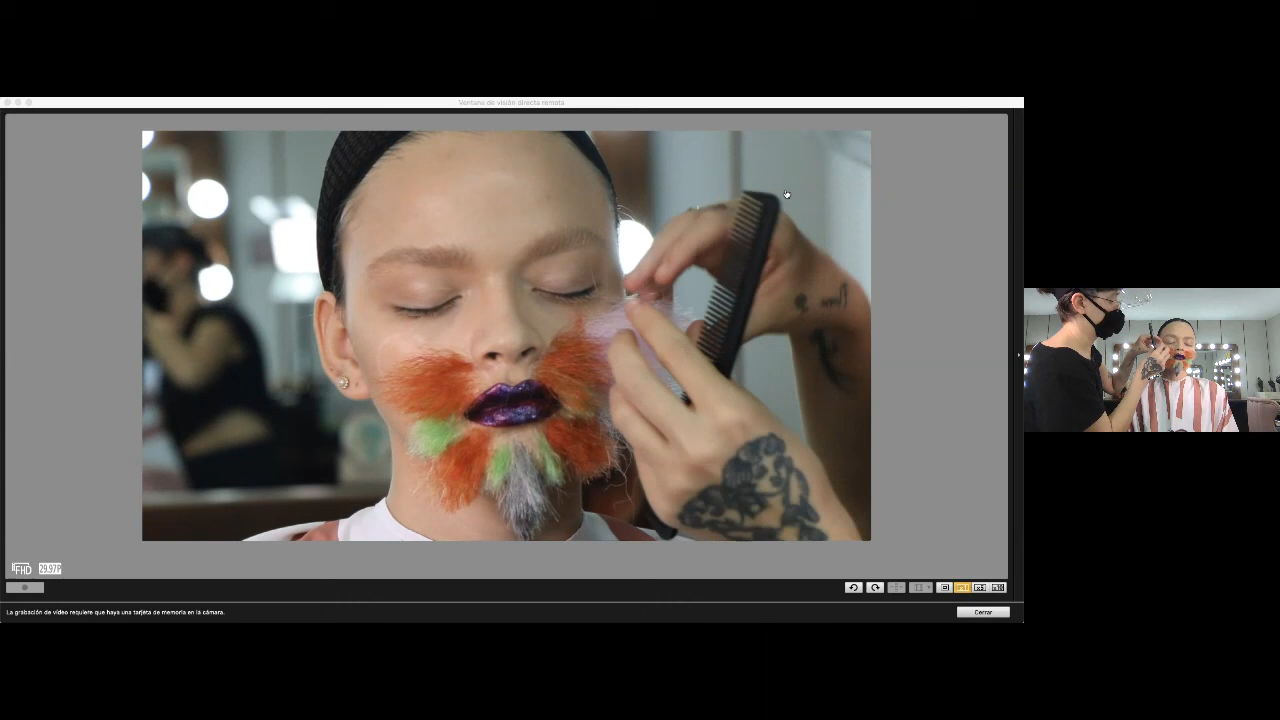 Ventana de visión directa remota
FHD 29.97P
La grabación de vídeo requiere que haya una tarjeta de memoria en la cámara.
Cerrar